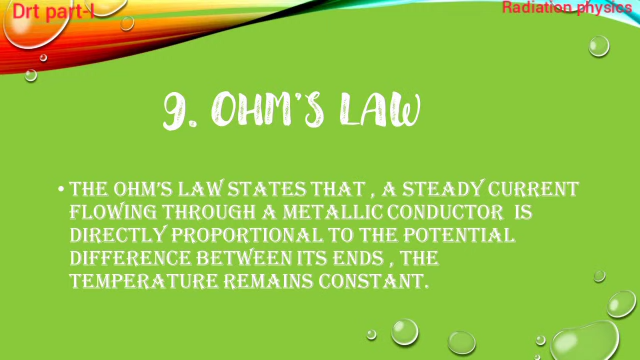 Drt part-I
Radiation physics
9. OHM'S LAW
• THE OHM'S LAW STATES THAT , A STEADY CURRENT
FLOWING THROUGH A METALLIC CONDUCTOR IS
DIRECTLY PROPORTIONAL TO THE POTENTIAL
DIFFERENCE BETWEEN ITS ENDS , THE
TEMPERATURE REMAINS CONSTANT.